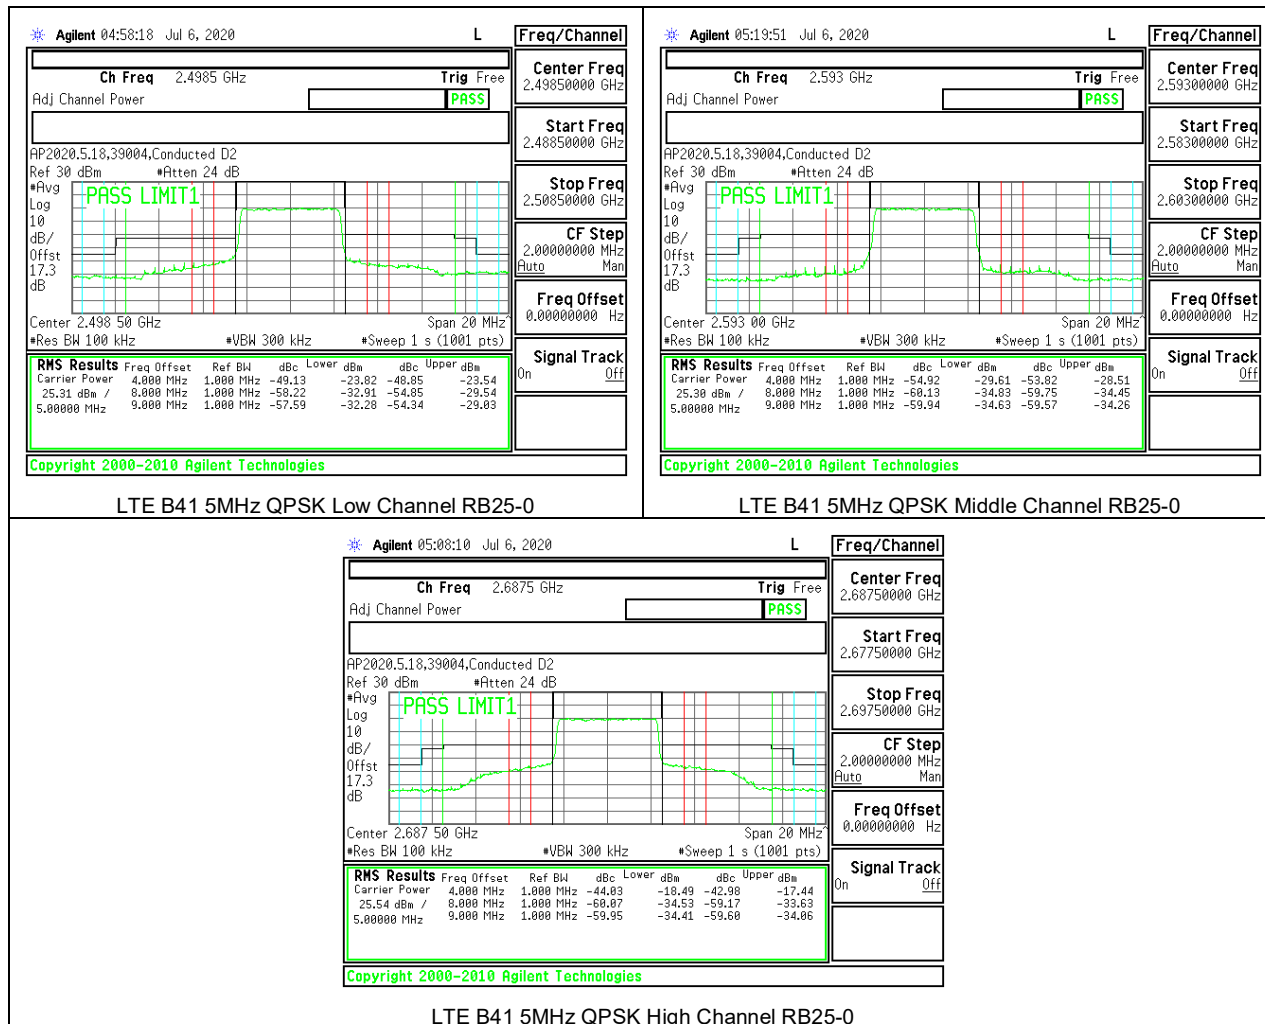 Agilent 04:58:18 Jul 6, 2020 L Freq/Channel
Ch Freq 2.4985 GHz Trig Free
Adj Channel Power PASS
Center Freq
2.49850000 GHz
Start Freq
2.48850000 GHz
Stop Freq
2.50850000 GHz
CF Step
2.00000000 MHz
Auto Man
Freq Offset
0.00000000 Hz
Signal Track
On Off
AP2020.5.18,39004,Conducted D2
Ref 30 dBm #Atten 24 dB
#Avg
Log
10
dB/
Offst
17.3
dB
PASS LIMIT1
Center 2.498 50 GHz Span 20 MHz^
#Res BW 100 kHz #VBW 300 kHz #Sweep 1 s (1001 pts)
RMS Results Freq Offset Ref BW dBc Lower dBm dBc Upper dBm
Carrier Power 4.000 MHz 1.000 MHz -49.13 -23.82 -48.85 -23.54
25.31 dBm / 8.000 MHz 1.000 MHz -58.22 -32.91 -54.85 -29.54
5.00000 MHz 9.000 MHz 1.000 MHz -57.59 -32.28 -54.34 -29.03
Copyright 2000-2010 Agilent Technologies
LTE B41 5MHz QPSK Low Channel RB25-0
Agilent 05:19:51 Jul 6, 2020 L Freq/Channel
Ch Freq 2.593 GHz Trig Free
Adj Channel Power PASS
Center Freq
2.59300000 GHz
Start Freq
2.58300000 GHz
Stop Freq
2.60300000 GHz
CF Step
2.00000000 MHz
Auto Man
Freq Offset
0.00000000 Hz
Signal Track
On Off
AP2020.5.18,39004,Conducted D2
Ref 30 dBm #Atten 24 dB
#Avg
Log
10
dB/
Offst
17.3
dB
PASS LIMIT1
Center 2.593 00 GHz Span 20 MHz^
#Res BW 100 kHz #VBW 300 kHz #Sweep 1 s (1001 pts)
RMS Results Freq Offset Ref BW dBc Lower dBm dBc Upper dBm
Carrier Power 4.000 MHz 1.000 MHz -54.92 -29.61 -53.82 -28.51
25.30 dBm / 8.000 MHz 1.000 MHz -60.13 -34.83 -59.75 -34.45
5.00000 MHz 9.000 MHz 1.000 MHz -59.94 -34.63 -59.57 -34.26
Copyright 2000-2010 Agilent Technologies
LTE B41 5MHz QPSK Middle Channel RB25-0
Agilent 05:08:10 Jul 6, 2020 L Freq/Channel
Ch Freq 2.6875 GHz Trig Free
Adj Channel Power PASS
Center Freq
2.68750000 GHz
Start Freq
2.67750000 GHz
Stop Freq
2.69750000 GHz
CF Step
2.00000000 MHz
Auto Man
Freq Offset
0.00000000 Hz
Signal Track
On Off
AP2020.5.18,39004,Conducted D2
Ref 30 dBm #Atten 24 dB
#Avg
Log
10
dB/
Offst
17.3
dB
PASS LIMIT1
Center 2.687 50 GHz Span 20 MHz^
#Res BW 100 kHz #VBW 300 kHz #Sweep 1 s (1001 pts)
RMS Results Freq Offset Ref BW dBc Lower dBm dBc Upper dBm
Carrier Power 4.000 MHz 1.000 MHz -44.03 -18.49 -42.98 -17.44
25.54 dBm / 8.000 MHz 1.000 MHz -60.07 -34.53 -59.17 -33.63
5.00000 MHz 9.000 MHz 1.000 MHz -59.95 -34.41 -59.60 -34.06
Copyright 2000-2010 Agilent Technologies
LTE B41 5MHz QPSK High Channel RB25-0